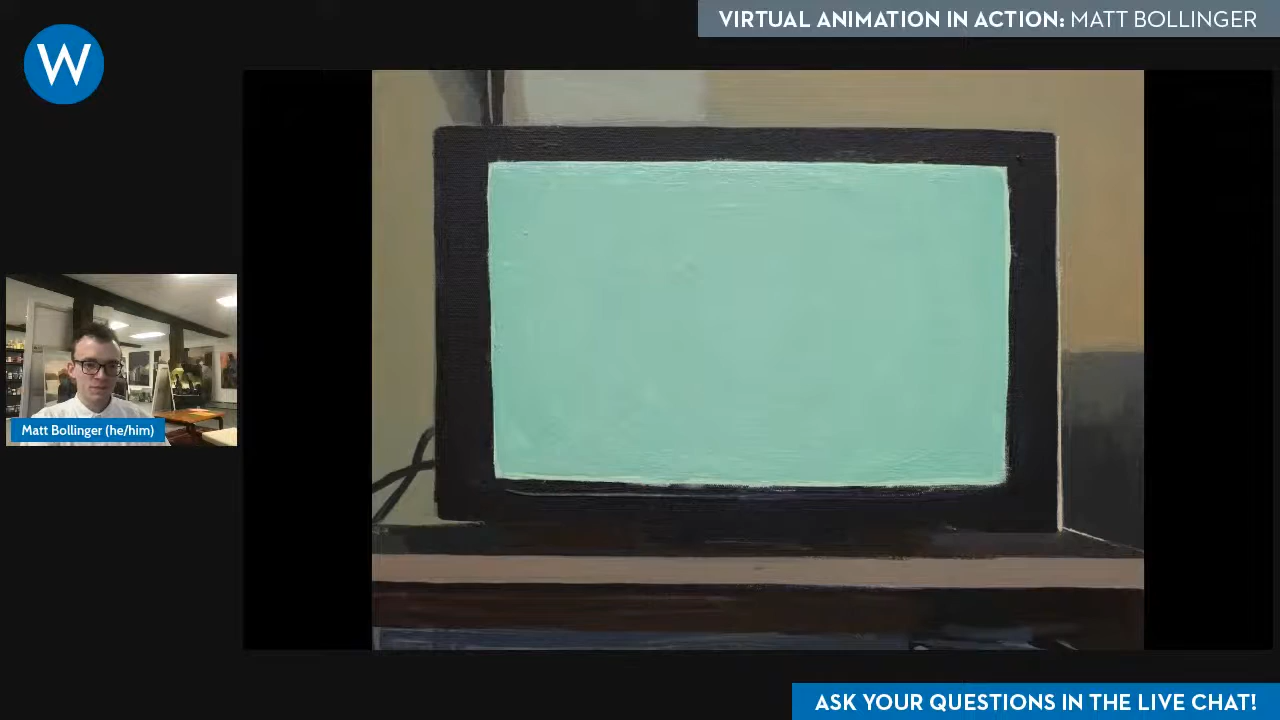 VIRTUAL ANIMATION IN ACTION: MATT BOLLINGER
W
Matt Bollinger (he/him)
ASK YOUR QUESTIONS IN THE LIVE CHAT!